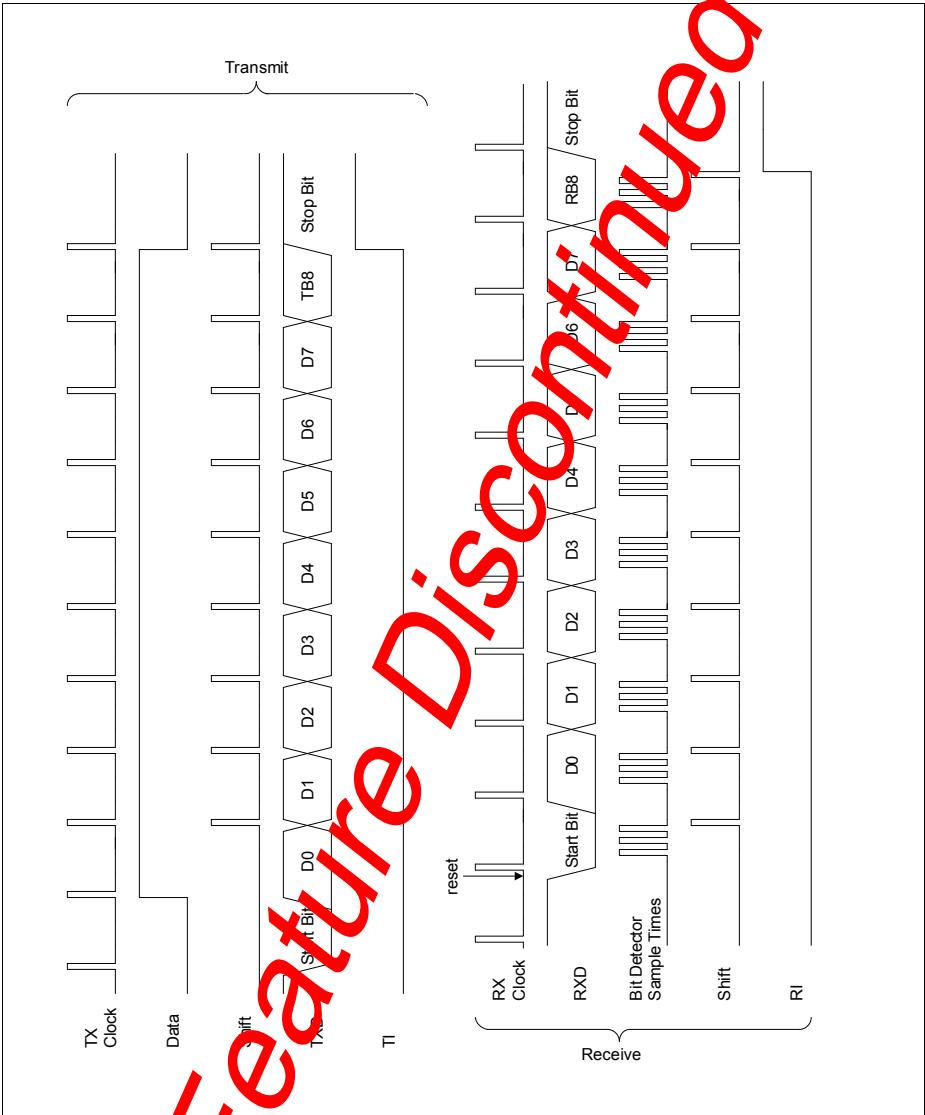 Transmit
TX Clock
Data
Shift
TXD
TI
Start Bit
D0
D1
D2
D3
D4
D5
D6
D7
TB8
Stop Bit
Receive
RX Clock
RXD
Bit Detector Sample Times
Shift
RI
reset
Start Bit
D0
D1
D2
D3
D4
D
D6
D7
RB8
Stop Bit
Feature Discontinued